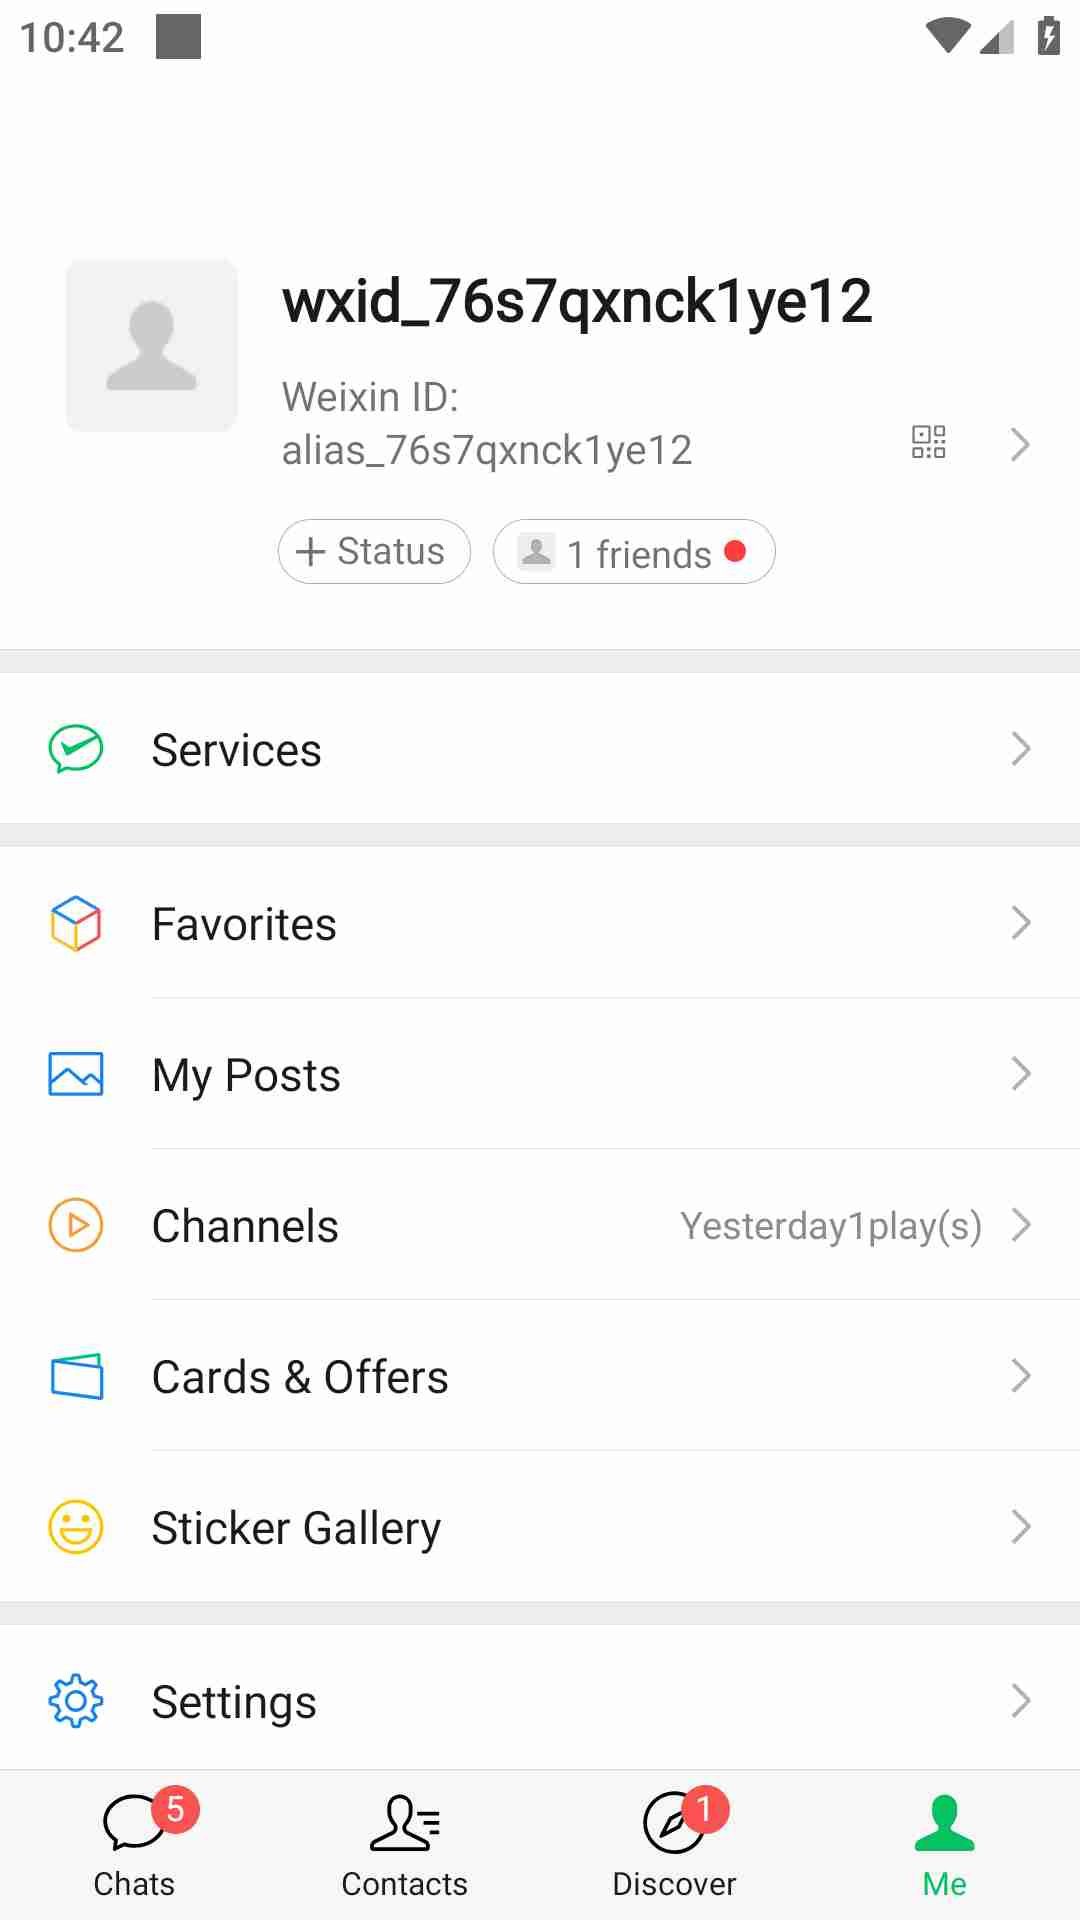 10:42
wxid_76s7qxnck1ye12
Weixin ID:
alias_76s7qxnck1ye12
Status
1 friends
Services
Favorites
My Posts
Channels
Yesterday1play(s)
Cards & Offers
Sticker Gallery
Settings
5
1
Chats
Contacts
Discover
Me